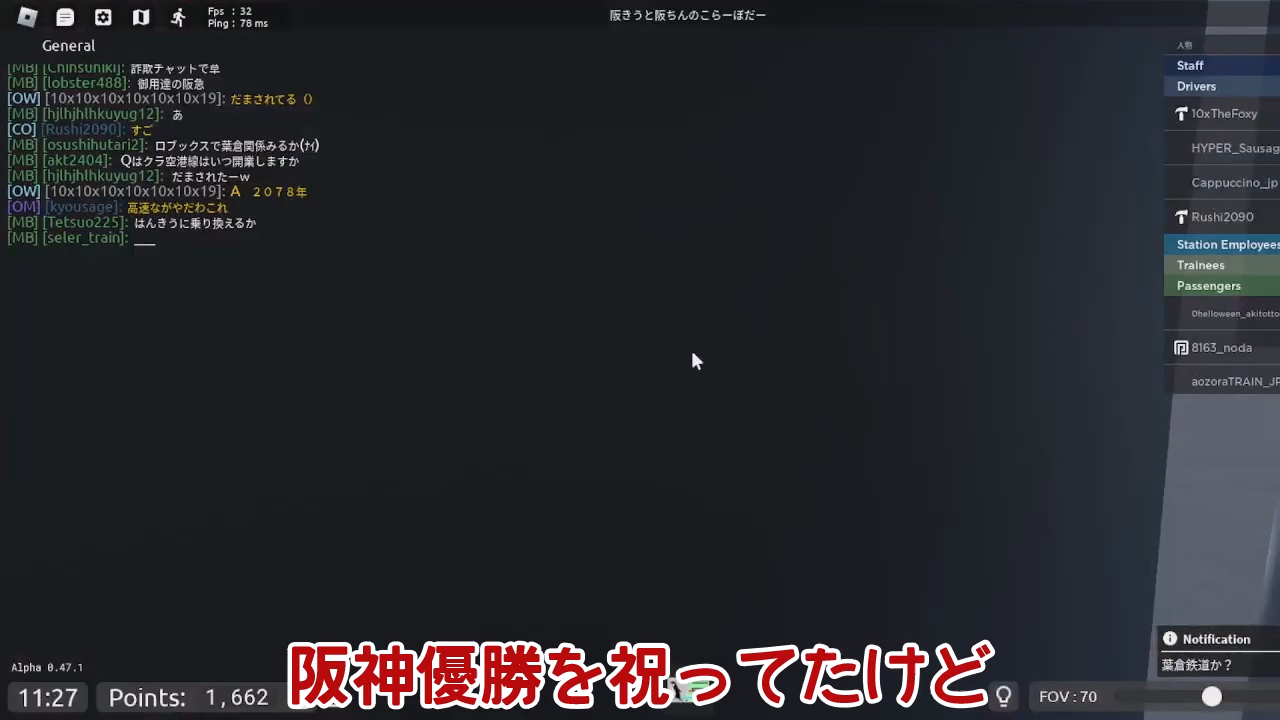 Fps : 32
Ping : 78 ms
阪きうと阪ちんのこらーぼだー
General
[MB] [Chinsuhiki]: 詐欺チャットで草
[MB] [lobster488]: 御用達の阪急
[OW] [10x10x10x10x10x10x19]: だまされてる（）
[MB] [hjlhjhlhkuyug12]: あ
[CO] [Rushi2090]: すご
[MB] [osushihutari2]: ロブックスで葉倉関係みるか(ﾅｲ)
[MB] [akt2404]: Qはクラ空港線はいつ開業しますか
[MB] [hjlhjhlhkuyug12]: だまされたーw
[OW] [10x10x10x10x10x10x19]: A ２０７８年
[OM] [kyousage]: 高速ながやだわこれ
[MB] [Tetsuo225]: はんきうに乗り換えるか
[MB] [seler_train]: ___
人物
Staff
Drivers
10xTheFoxy
HYPER_Sausag
Cappuccino_jp
Rushi2090
Station Employees
Trainees
Passengers
0helloween_akitotto
8163_noda
aozoraTRAIN_JP
Notification
葉倉鉄道か？
Alpha 0.47.1
11:27
Points: 1,662
阪神優勝を祝ってたけど
FOV : 70